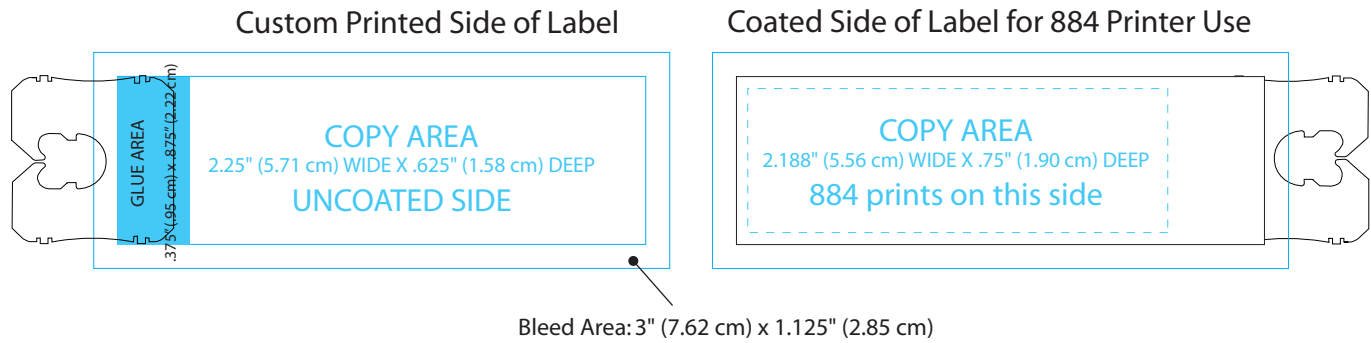 Custom Printed Side of Label
Coated Side of Label for 884 Printer Use
GLUE AREA
.375" (.95 cm) x .875" (2.22 cm)
COPY AREA
2.25" (5.71 cm) WIDE X .625" (1.58 cm) DEEP
UNCOATED SIDE
COPY AREA
2.188" (5.56 cm) WIDE X .75" (1.90 cm) DEEP
884 prints on this side
Bleed Area: 3" (7.62 cm) x 1.125" (2.85 cm)